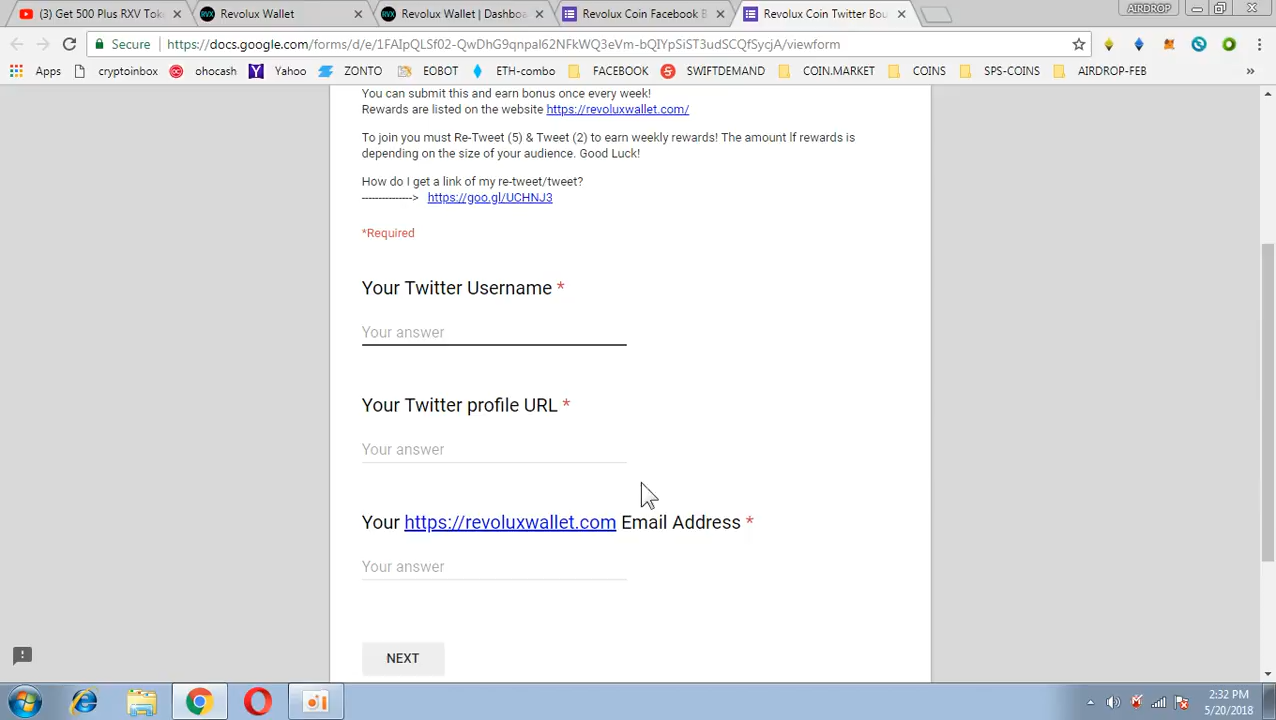 (3) Get 500 Plus RXV Tok
Revolux Wallet
Revolux Wallet | Dashboa
Revolux Coin Facebook B
Revolux Coin Twitter Bou
AIRDROP
Secure
https://docs.google.com/forms/d/e/1FAIpQLSf02-QwDhG9qnpaI62NFkWQ3eVm-bQIYpSiST3udSCQfSycjA/viewform
Apps
cryptoinbox
ohocash
Yahoo
ZONTO
EOBOT
ETH-combo
FACEBOOK
SWIFTDEMAND
COIN.MARKET
COINS
SPS-COINS
AIRDROP-FEB
You can submit this and earn bonus once every week!
Rewards are listed on the website https://revoluxwallet.com/
To join you must Re-Tweet (5) & Tweet (2) to earn weekly rewards! The amount lf rewards is
depending on the size of your audience. Good Luck!
How do I get a link of my re-tweet/tweet?
---------------> https://goo.gl/UCHNJ3
*Required
Your Twitter Username *
Your answer
Your Twitter profile URL *
Your answer
Your https://revoluxwallet.com Email Address *
Your answer
NEXT
2:32 PM
5/20/2018